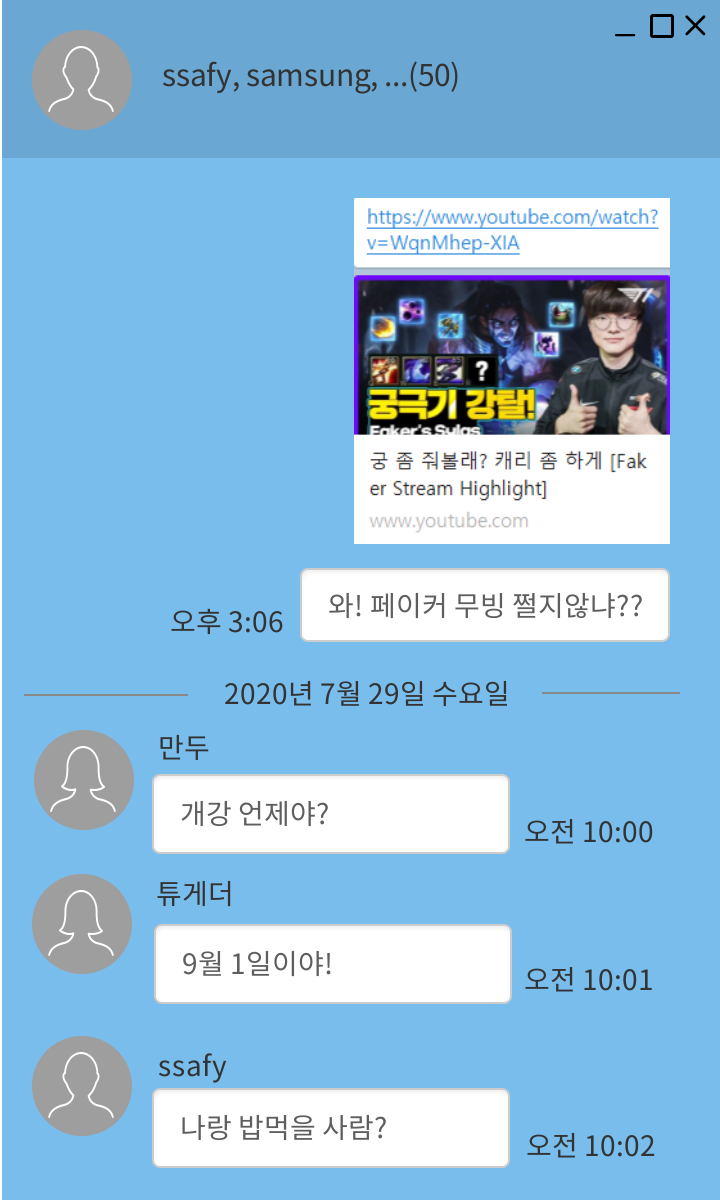 ssafy, samsung, ...(50)
https://www.youtube.com/watch?
v=WqnMhep-XIA
T1
?
궁극기 강탈!
Faker's Sylas
궁 좀 줘볼래? 캐리 좀 하게 [Fak
er Stream Highlight]
www.youtube.com
와! 페이커 무빙 쩔지않냐??
오후 3:06
2020년 7월 29일 수요일
만두
개강 언제야?
오전 10:00
튜게더
9월 1일이야!
오전 10:01
ssafy
나랑 밥먹을 사람?
오전 10:02